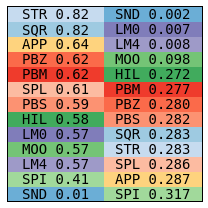 STR 0.82 SND 0.002
SQR 0.82 LM0 0.007
APP 0.64 LM4 0.008
PBZ 0.62 MOO 0.098
PBM 0.62 HIL 0.272
SPL 0.61 PBM 0.277
PBS 0.59 PBZ 0.280
HIL 0.58 PBS 0.282
LM0 0.57 SQR 0.283
MOO 0.57 STR 0.283
LM4 0.57 SPL 0.286
SPI 0.41 APP 0.287
SND 0.01 SPI 0.317